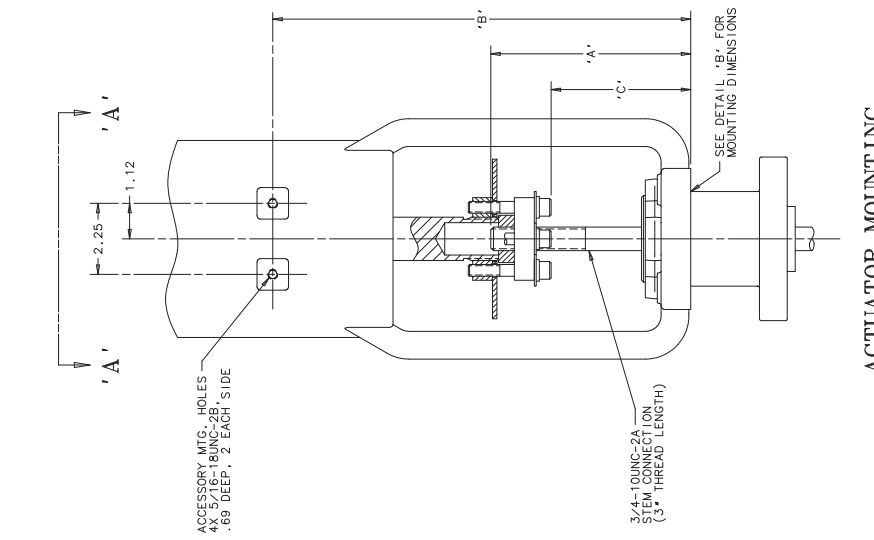 'B'
'A'
'C'
SEE DETAIL 'B' FOR
MOUNTING DIMENSIONS
'A'
1.12
2.25
'A'
ACCESSORY MTG. HOLES
4X 5/16-18UNC-2B,
.69 DEEP, 2 EACH SIDE
3/4-10UNC-2A
STEM CONNECTION
(3" THREAD LENGTH)
ACTUATOR MOUNTING